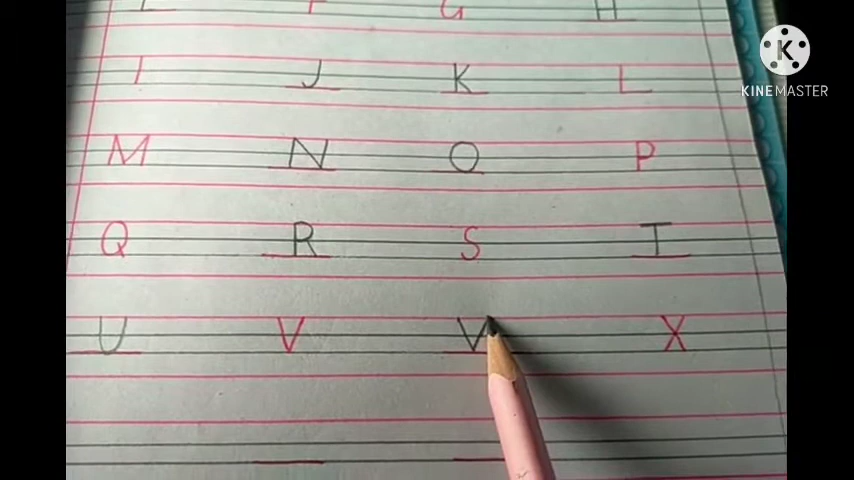 F G H
I J K L
M N O P
Q R S T
U V V X
K
KINEMASTER